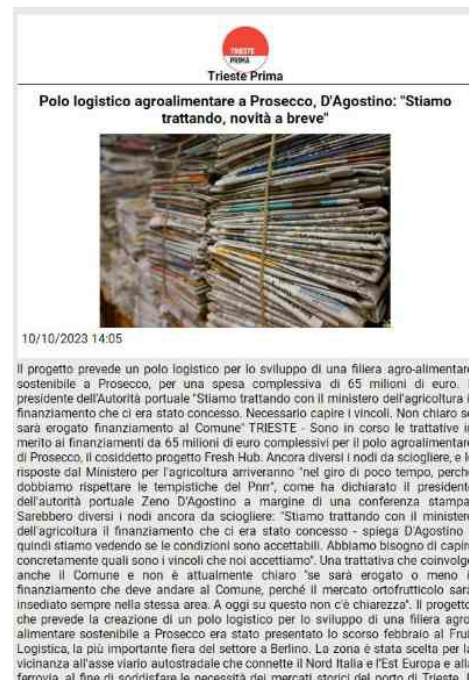 TRIESTE
PRIMA
Trieste Prima
Polo logistico agroalimentare a Prosecco, D'Agostino: "Stiamo
trattando, novità a breve"
10/10/2023 14:05
Il progetto prevede un polo logistico per lo sviluppo di una filiera agro-alimentare
sostenibile a Prosecco, per una spesa complessiva di 65 milioni di euro.
presidente dell'Autorità portuale "Stiamo trattando con il ministero dell'agricoltura i
finanziamento che ci era stato concesso. Necessario capire i vincoli. Non chiaro se
sarà erogato finanziamento al Comune" TRIESTE - Sono in corso le trattative in
merito ai finanziamenti da 65 milioni di euro complessivi per il polo agroalimentare
di Prosecco, il cosiddetto progetto Fresh Hub. Ancora diversi i nodi da sciogliere, e le
risposte dal Ministero per l'agricoltura arriveranno "nel giro di poco tempo, perché
dobbiamo rispettare le tempistiche del Pnrr", come ha dichiarato il presidente
dell'autorità portuale Zeno D'Agostino a margine di una conferenza stampa.
Sarebbero diversi i nodi ancora da sciogliere: "Stiamo trattando con il ministero
dell'agricoltura il finanziamento che ci era stato concesso - spiega D'Agostino
quindi stiamo vedendo se le condizioni sono accettabili. Abbiamo bisogno di capire
concretamente quali sono i vincoli che noi accettiamo". Una trattativa che coinvolge
anche il Comune e non è attualmente chiaro "se sarà erogato o meno i
finanziamento che deve andare al Comune, perché il mercato ortofrutticolo sarà
insediato sempre nella stessa area. A oggi su questo non c'è chiarezza". Il progetto
che prevede la creazione di un polo logistico per lo sviluppo di una filiera agro
alimentare sostenibile a Prosecco era stato presentato lo scorso febbraio al Fruit
Logistica, la più importante fiera del settore a Berlino. La zona è stata scelta per la
vicinanza all'asse viario autostradale che connette il Nord Italia e l'Est Europa e alla
ferrovia, al fine di soddisfare le necessità dei mercati storici del porto di Trieste.